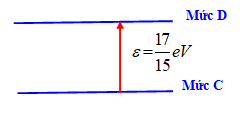 Mức D
ε = 17/15 eV
Mức C